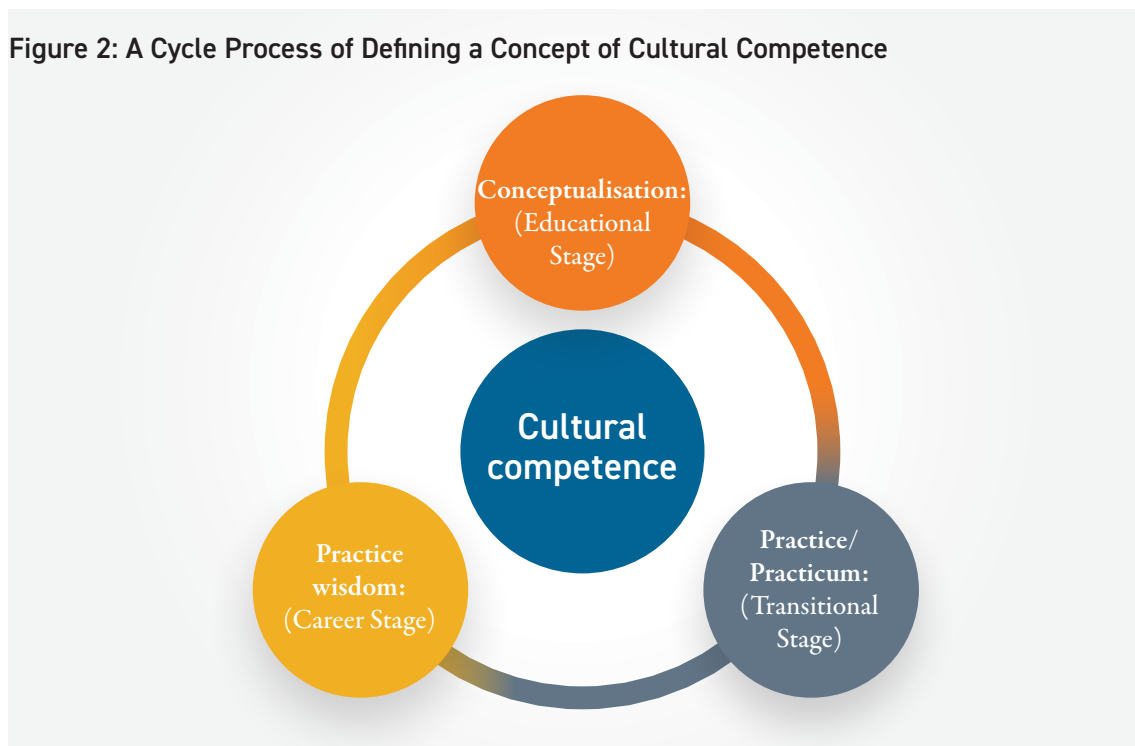 Figure 2: A Cycle Process of Defining a Concept of Cultural Competence
Conceptualisation:
(Educational
Stage)
Cultural
competence
Practice
wisdom:
(Career Stage)
Practice/
Practicum:
(Transitional
Stage)